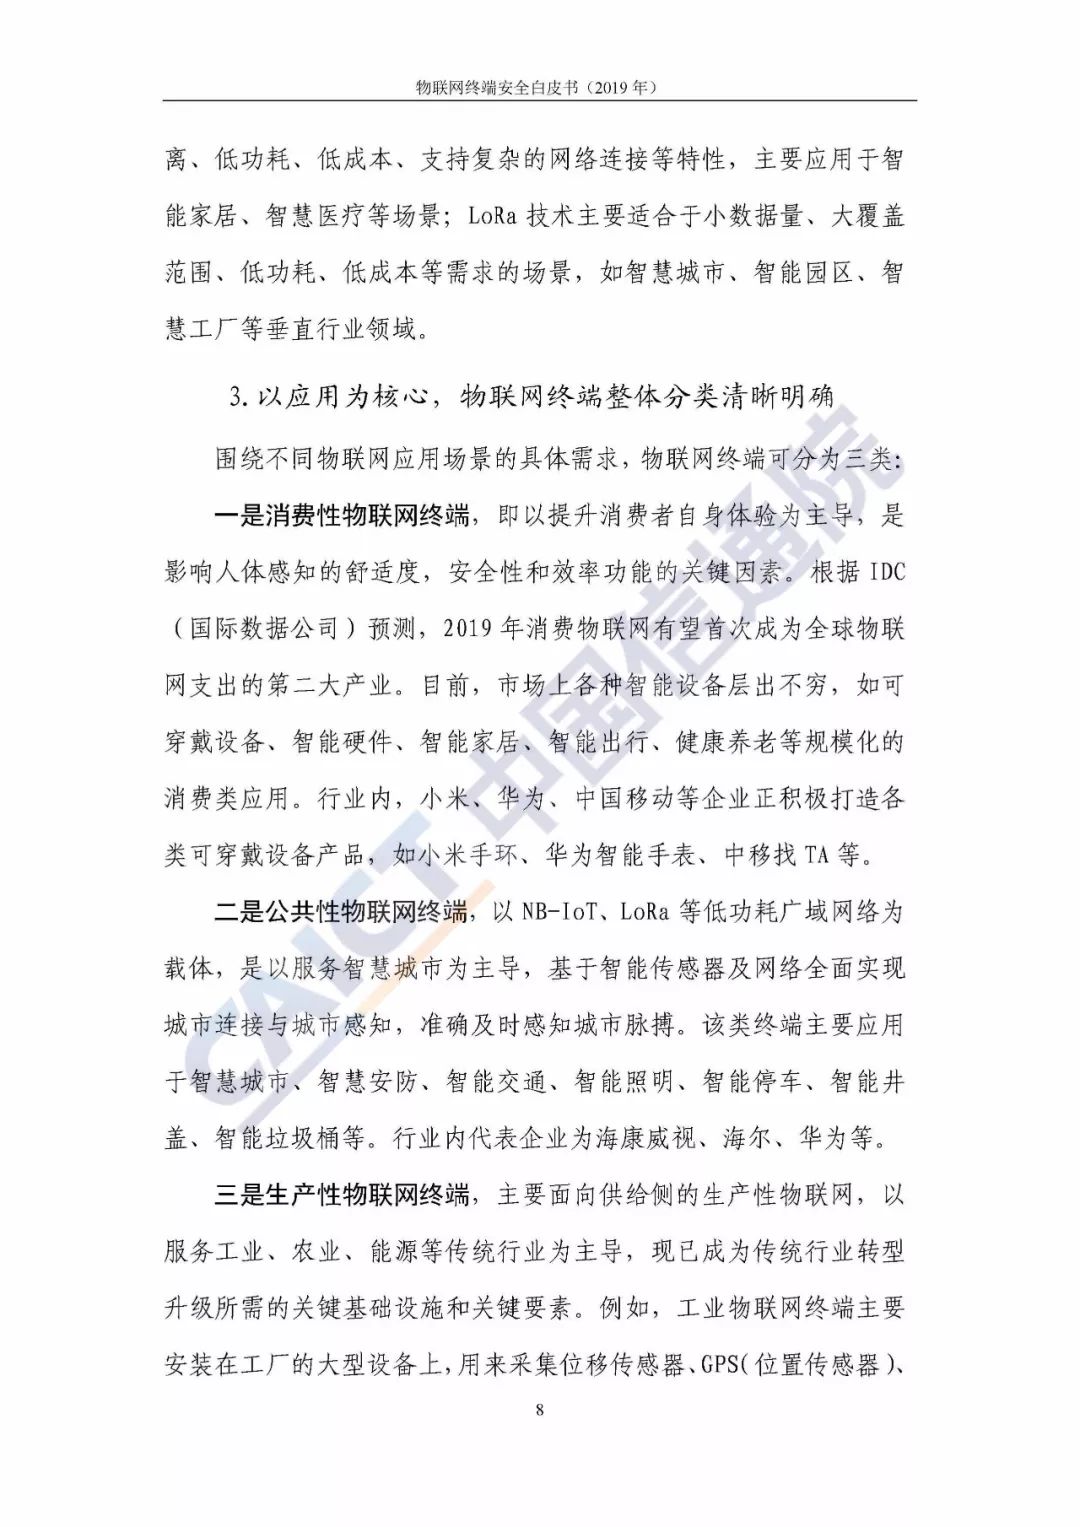 物联网终端安全白皮书（2019 年）
离、低功耗、低成本、支持复杂的网络连接等特性，主要应用于智
能家居、智慧医疗等场景；LoRa 技术主要适合于小数据量、大覆盖
范围、低功耗、低成本等需求的场景，如智慧城市、智能园区、智
慧工厂等垂直行业领域。
3.以应用为核心，物联网终端整体分类清晰明确
围绕不同物联网应用场景的具体需求，物联网终端可分为三类：
一是消费性物联网终端，即以提升消费者自身体验为主导，是
影响人体感知的舒适度，安全性和效率功能的关键因素。根据 IDC
（国际数据公司）预测，2019 年消费物联网有望首次成为全球物联
网支出的第二大产业。目前，市场上各种智能设备层出不穷，如可
穿戴设备、智能硬件、智能家居、智能出行、健康养老等规模化的
消费类应用。行业内，小米、华为、中国移动等企业正积极打造各
类可穿戴设备产品，如小米手环、华为智能手表、中移找 TA 等。
二是公共性物联网终端，以 NB-IoT、LoRa 等低功耗广域网络为
载体，是以服务智慧城市为主导，基于智能传感器及网络全面实现
城市连接与城市感知，准确及时感知城市脉搏。该类终端主要应用
于智慧城市、智慧安防、智能交通、智能照明、智能停车、智能井
盖、智能垃圾桶等。行业内代表企业为海康威视、海尔、华为等。
三是生产性物联网终端，主要面向供给侧的生产性物联网，以
服务工业、农业、能源等传统行业为主导，现已成为传统行业转型
升级所需的关键基础设施和关键要素。例如，工业物联网终端主要
安装在工厂的大型设备上，用来采集位移传感器、GPS(位置传感器)、
8
CAICT 中国信通院